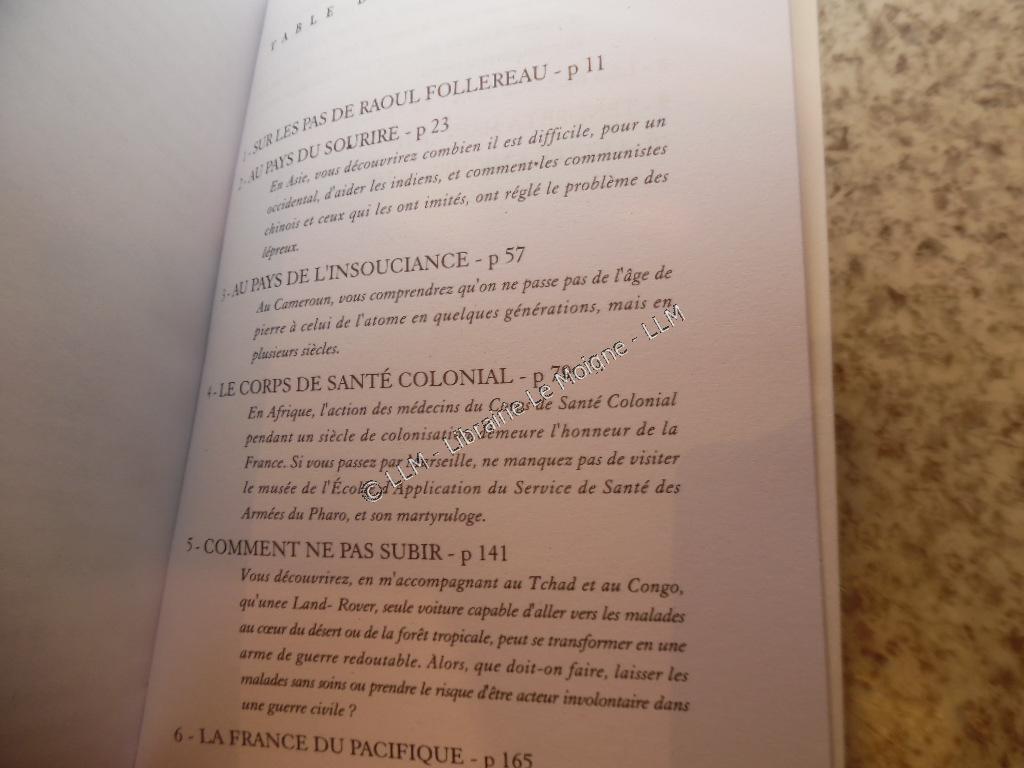 TABLE D
1 - SUR LES PAS DE RAOUL FOLLEREAU - p 11
2 - AU PAYS DU SOURIRE - p 23
En Asie, vous découvrirez combien il est difficile, pour un
occidental, d'aider les indiens, et comment les communistes
chinois et ceux qui les ont imités, ont réglé le problème des
lépreux.
3 - AU PAYS DE L'INSOUCIANCE - p 57
Au Cameroun, vous comprendrez qu'on ne passe pas de l'âge de
pierre à celui de l'atome en quelques générations, mais en
plusieurs siècles.
4 - LE CORPS DE SANTÉ COLONIAL - p
En Afrique, l'action des médecins du Corps de Santé Colonial
pendant un siècle de colonisation demeure l'honneur de la
France. Si vous passez par Marseille, ne manquez pas de visiter
le musée de l'École d'Application du Service de Santé des
Armées du Pharo, et son martyruloge.
5 - COMMENT NE PAS SUBIR - p 141
Vous découvrirez, en m'accompagnant au Tchad et au Congo,
qu'unee Land- Rover, seule voiture capable d'aller vers les malades
au cœur du désert ou de la forêt tropicale, peut se transformer en une
arme de guerre redoutable. Alors, que doit-on faire, laisser les
malades sans soins ou prendre le risque d'être acteur involontaire dans
une guerre civile ?
6 - LA FRANCE DU PACIFIQUE - p 165
© LLM - Librairie Le Moigne - LLM